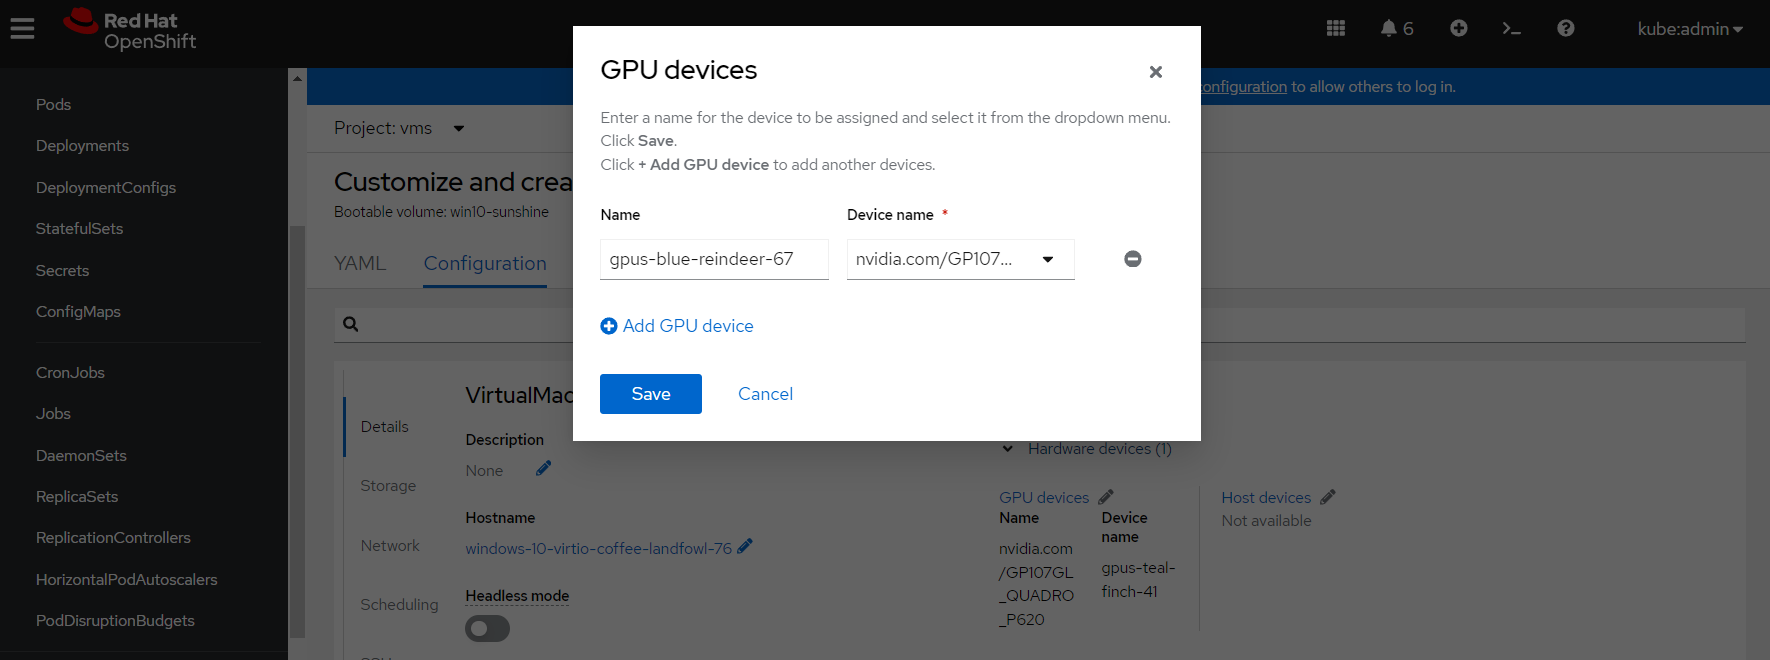 Red Hat
OpenShift
6
kube:admin
Pods
Deployments
DeploymentConfigs
StatefulSets
Secrets
ConfigMaps
CronJobs
Jobs
DaemonSets
ReplicaSets
ReplicationControllers
HorizontalPodAutoscalers
PodDisruptionBudgets
onfiguration to allow others to log in.
Project: vms
Customize and crea
Bootable volume: win10-sunshine
YAML Configuration
GPU devices
Enter a name for the device to be assigned and select it from the dropdown menu.
Click Save.
Click + Add GPU device to add another devices.
Name Device name *
gpus-blue-reindeer-67 nvidia.com/GP107...
Add GPU device
Save Cancel
Details
Storage
Network
Scheduling
VirtualMac
Description
None
Hostname
windows-10-virtio-coffee-landfowl-76
Headless mode
Hardware devices (1)
GPU devices
Name
Device
name
nvidia.com
/GP107GL
_QUADRO
_P620
gpus-teal-
finch-41
Host devices
Not available